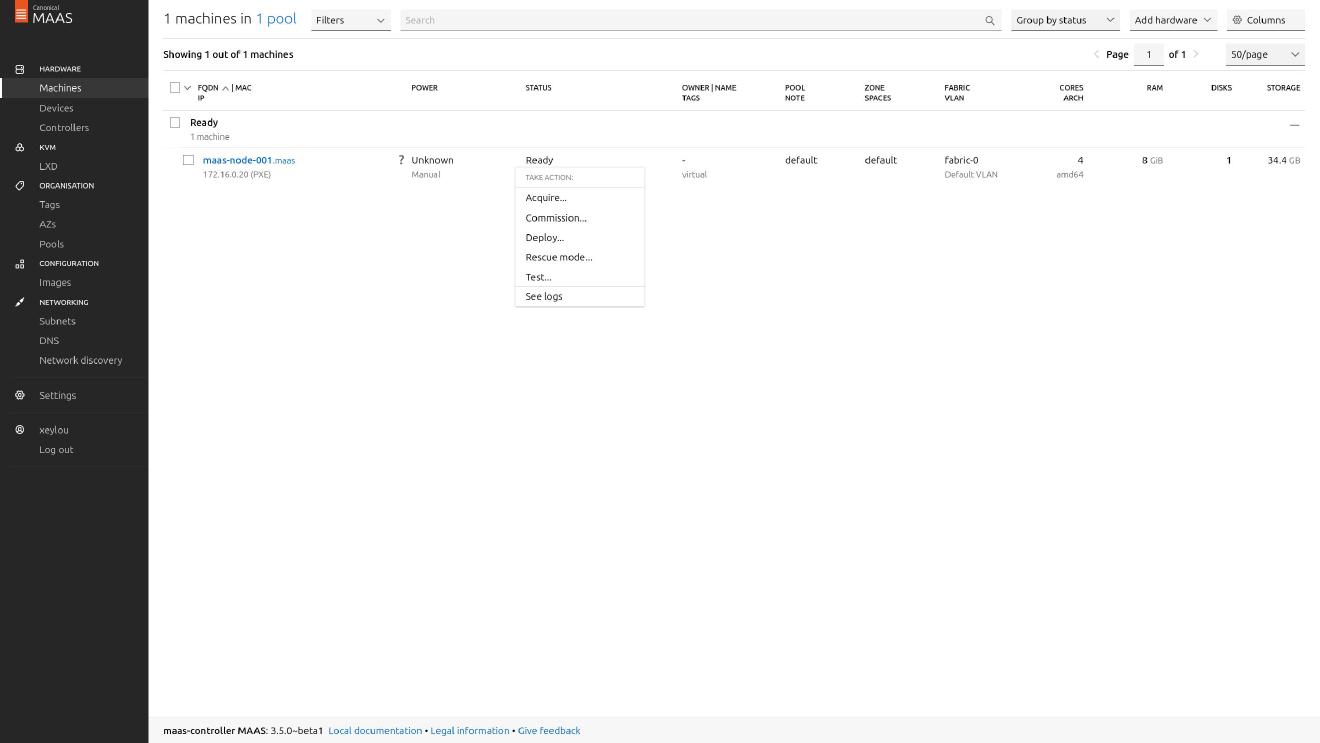 Canonical
MAAS
1 machines in 1 pool
Filters
Search
Group by status
Add hardware
Columns
Showing 1 out of 1 machines
Page 1 of 1
50/page
HARDWARE
Machines
Devices
Controllers
KVM
LXD
ORGANISATION
Tags
AZs
Pools
CONFIGURATION
Images
NETWORKING
Subnets
DNS
Network discovery
Settings
xeylou
Log out
FQDN | MAC
IP
POWER
STATUS
OWNER | NAME
TAGS
POOL
NOTE
ZONE
SPACES
FABRIC
VLAN
CORES
ARCH
RAM
DISKS
STORAGE
Ready
1 machine
maas-node-001.maas
172.16.0.20 (PXE)
? Unknown
Manual
Ready
-
virtual
default
default
fabric-0
Default VLAN
4
amd64
8 GiB
1
34.4 GB
TAKE ACTION:
Acquire...
Commission...
Deploy...
Rescue mode...
Test...
See logs
maas-controller MAAS: 3.5.0~beta1 Local documentation • Legal information • Give feedback